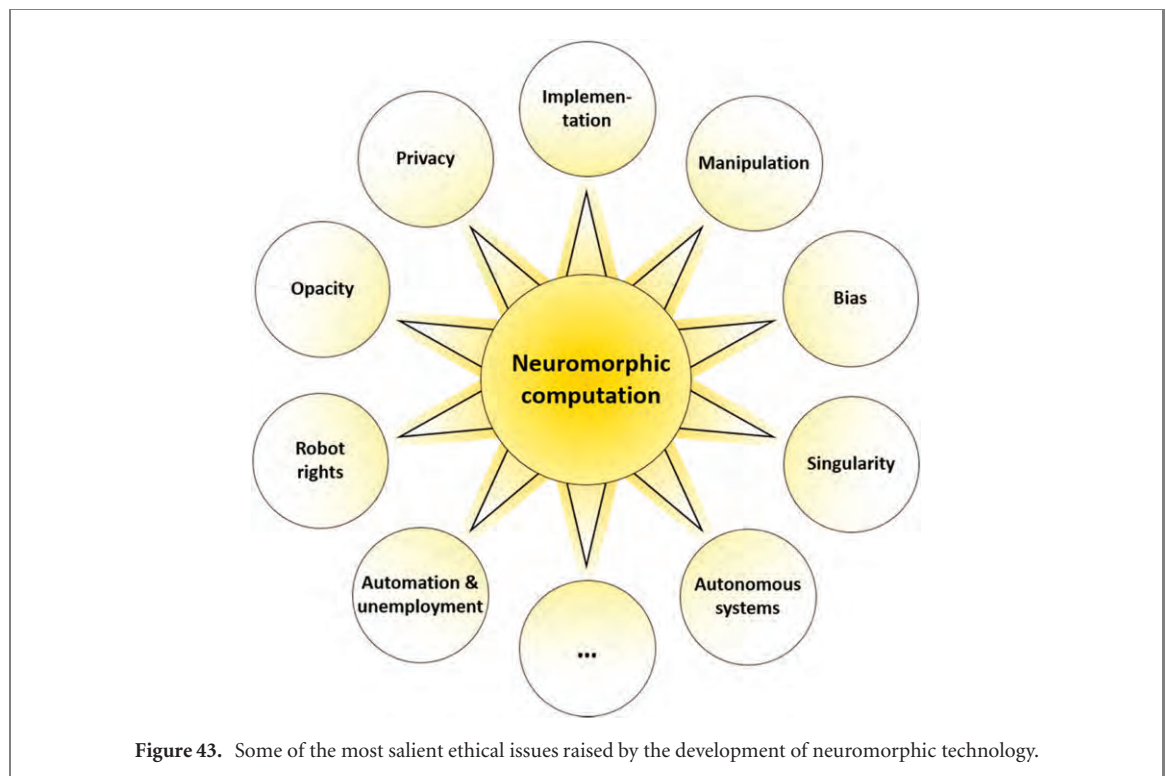 Implemen-
tation
Manipulation
Bias
Singularity
Autonomous
systems
...
Automation &
unemployment
Robot
rights
Opacity
Privacy
Neuromorphic
computation
Figure 43. Some of the most salient ethical issues raised by the development of neuromorphic technology.